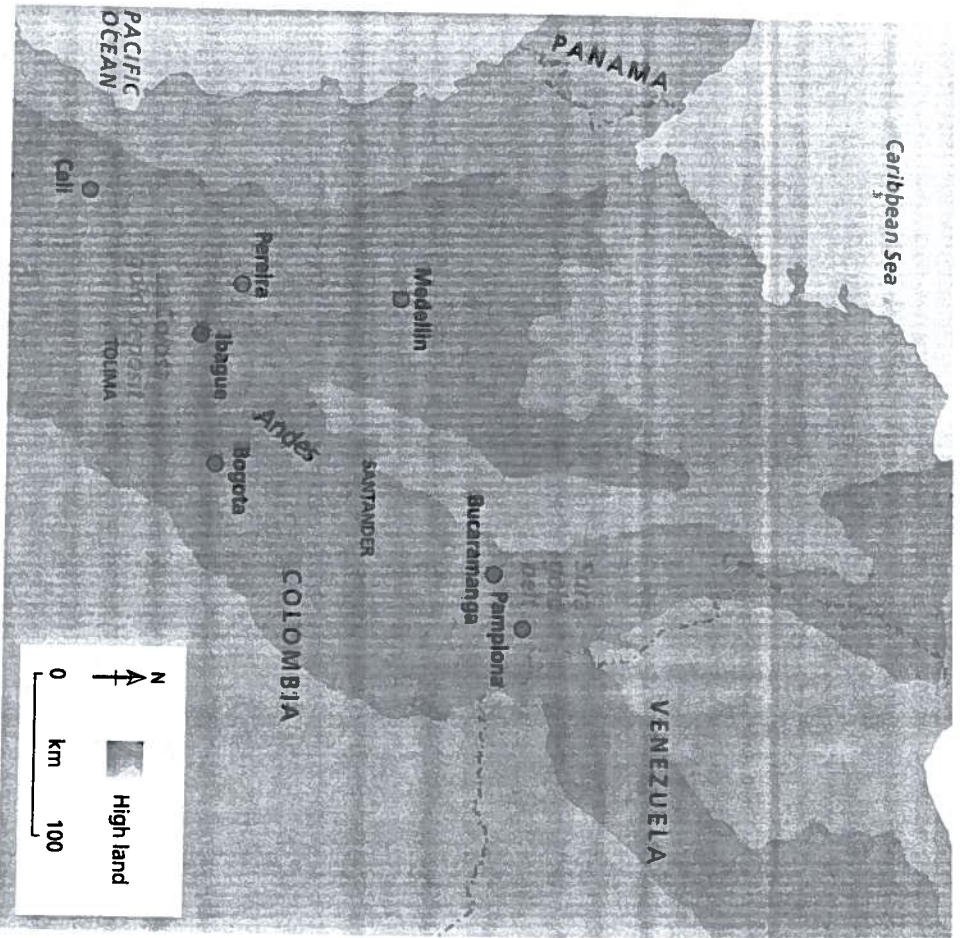 Caribbean Sea
PANAMA
PACIFIC
OCEAN
VENEZUELA
Medellin
Bucaramanga
Pamplona
SANTANDER
Pereira
Andes
COLOMBIA
Ibague
Bogota
TOLIMA
Cali
N
High land
0 km 100